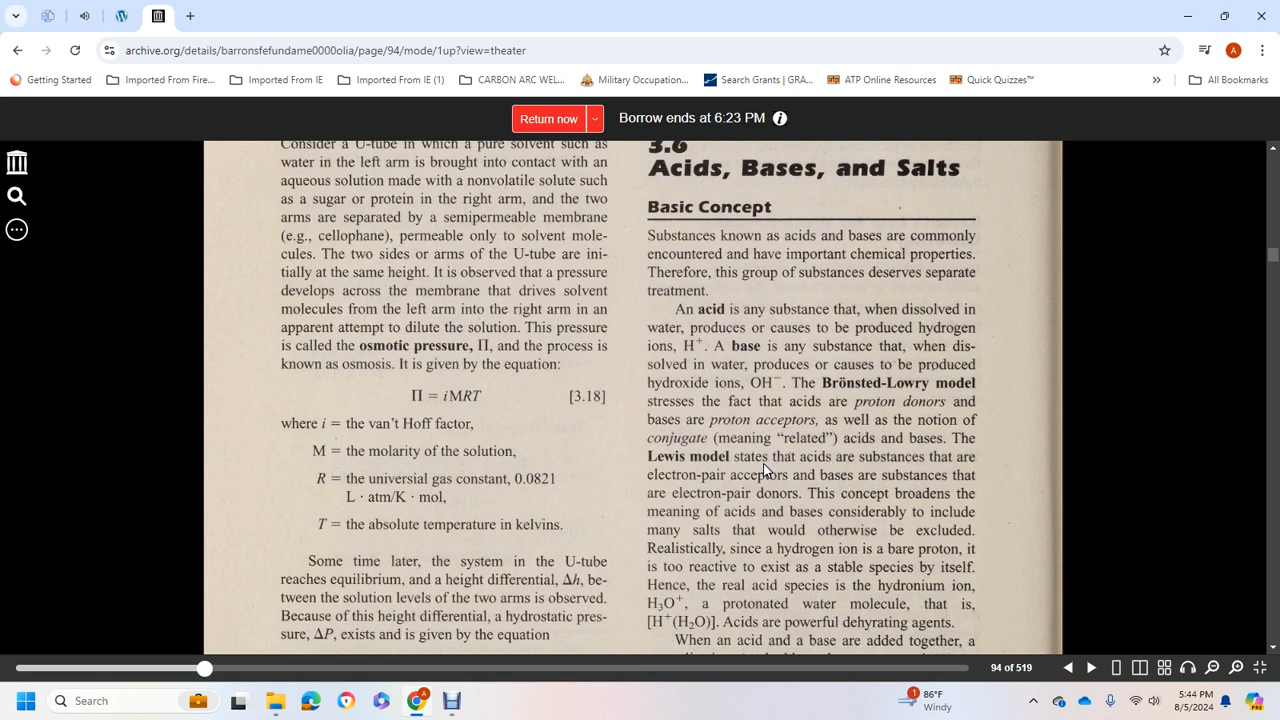 archive.org/details/barronsfefundame0000olia/page/94/mode/1up?view=theater
Getting Started
Imported From Fire...
Imported From IE
Imported From IE (1)
CARBON ARC WEL...
Military Occupation...
Search Grants | GRA...
ATP Online Resources
Quick Quizzes™
»
All Bookmarks
Return now
Borrow ends at 6:23 PM
Consider a U-tube in which a pure solvent such as
water in the left arm is brought into contact with an
aqueous solution made with a nonvolatile solute such
as a sugar or protein in the right arm, and the two
arms are separated by a semipermeable membrane
(e.g., cellophane), permeable only to solvent mole-
cules. The two sides or arms of the U-tube are ini-
tially at the same height. It is observed that a pressure
develops across the membrane that drives solvent
molecules from the left arm into the right arm in an
apparent attempt to dilute the solution. This pressure
is called the osmotic pressure, Π, and the process is
known as osmosis. It is given by the equation:
Π = iMRT [3.18]
where i = the van't Hoff factor,
M = the molarity of the solution,
R = the universial gas constant, 0.0821
L · atm/K · mol,
T = the absolute temperature in kelvins.
Some time later, the system in the U-tube
reaches equilibrium, and a height differential, Δh, be-
tween the solution levels of the two arms is observed.
Because of this height differential, a hydrostatic pres-
sure, ΔP, exists and is given by the equation
3.6
Acids, Bases, and Salts
Basic Concept
Substances known as acids and bases are commonly
encountered and have important chemical properties.
Therefore, this group of substances deserves separate
treatment.
An acid is any substance that, when dissolved in
water, produces or causes to be produced hydrogen
ions, H⁺. A base is any substance that, when dis-
solved in water, produces or causes to be produced
hydroxide ions, OH⁻. The Brönsted-Lowry model
stresses the fact that acids are proton donors and
bases are proton acceptors, as well as the notion of
conjugate (meaning "related") acids and bases. The
Lewis model states that acids are substances that are
electron-pair acceptors and bases are substances that
are electron-pair donors. This concept broadens the
meaning of acids and bases considerably to include
many salts that would otherwise be excluded.
Realistically, since a hydrogen ion is a bare proton, it
is too reactive to exist as a stable species by itself.
Hence, the real acid species is the hydronium ion,
H₃O⁺, a protonated water molecule, that is,
[H⁺(H₂O)]. Acids are powerful dehyrating agents.
When an acid and a base are added together, a
94 of 519
Search
86°F
Windy
5:44 PM
8/5/2024